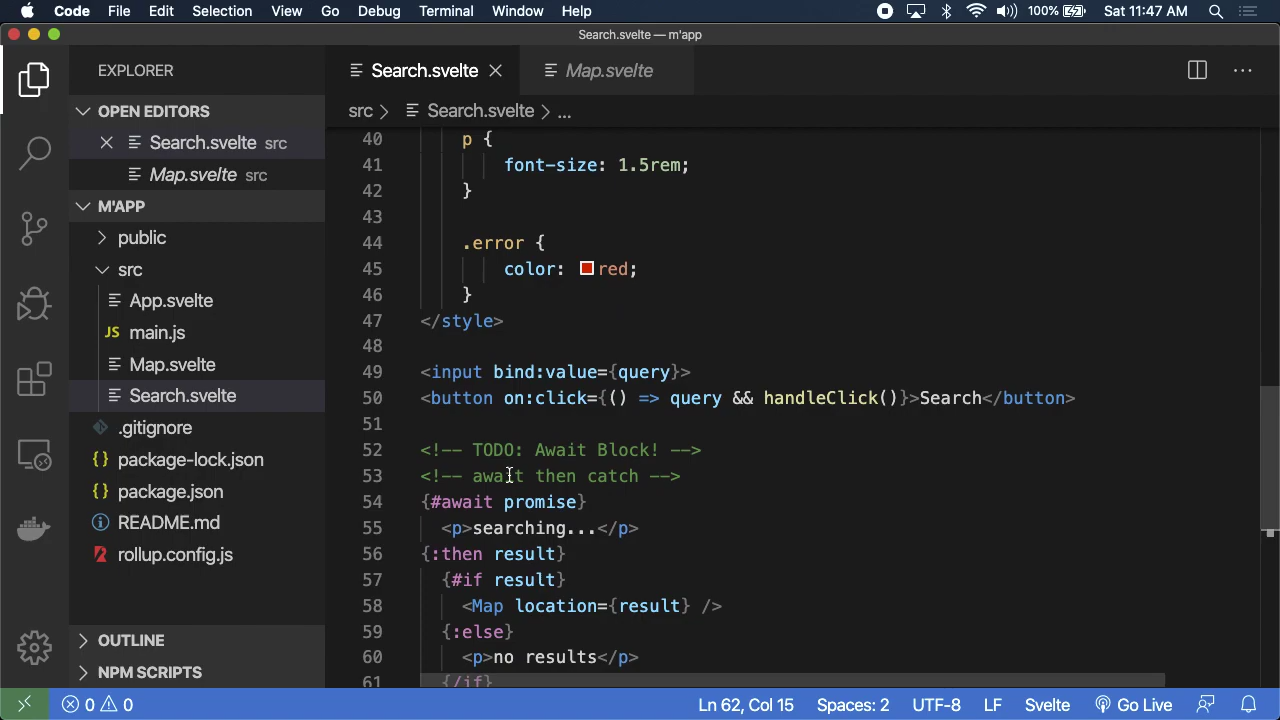 Code File Edit Selection View Go Debug Terminal Window Help 100% Sat 11:47 AM
Search.svelte — m'app
EXPLORER
OPEN EDITORS
Search.svelte src
Map.svelte src
M'APP
public
src
App.svelte
JS main.js
Map.svelte
Search.svelte
.gitignore
{} package-lock.json
{} package.json
README.md
rollup.config.js
OUTLINE
NPM SCRIPTS
Search.svelte Map.svelte
src > Search.svelte > ...
40 p {
41 font-size: 1.5rem;
42 }
43
44 .error {
45 color: red;
46 }
47 </style>
48
49 <input bind:value={query}>
50 <button on:click={() => query && handleClick()}>Search</button>
51
52 <!-- TODO: Await Block! -->
53 <!-- await then catch -->
54 {#await promise}
55 <p>searching...</p>
56 {:then result}
57 {#if result}
58 <Map location={result} />
59 {:else}
60 <p>no results</p>
61 {/if}
0 0 Ln 62, Col 15 Spaces: 2 UTF-8 LF Svelte Go Live